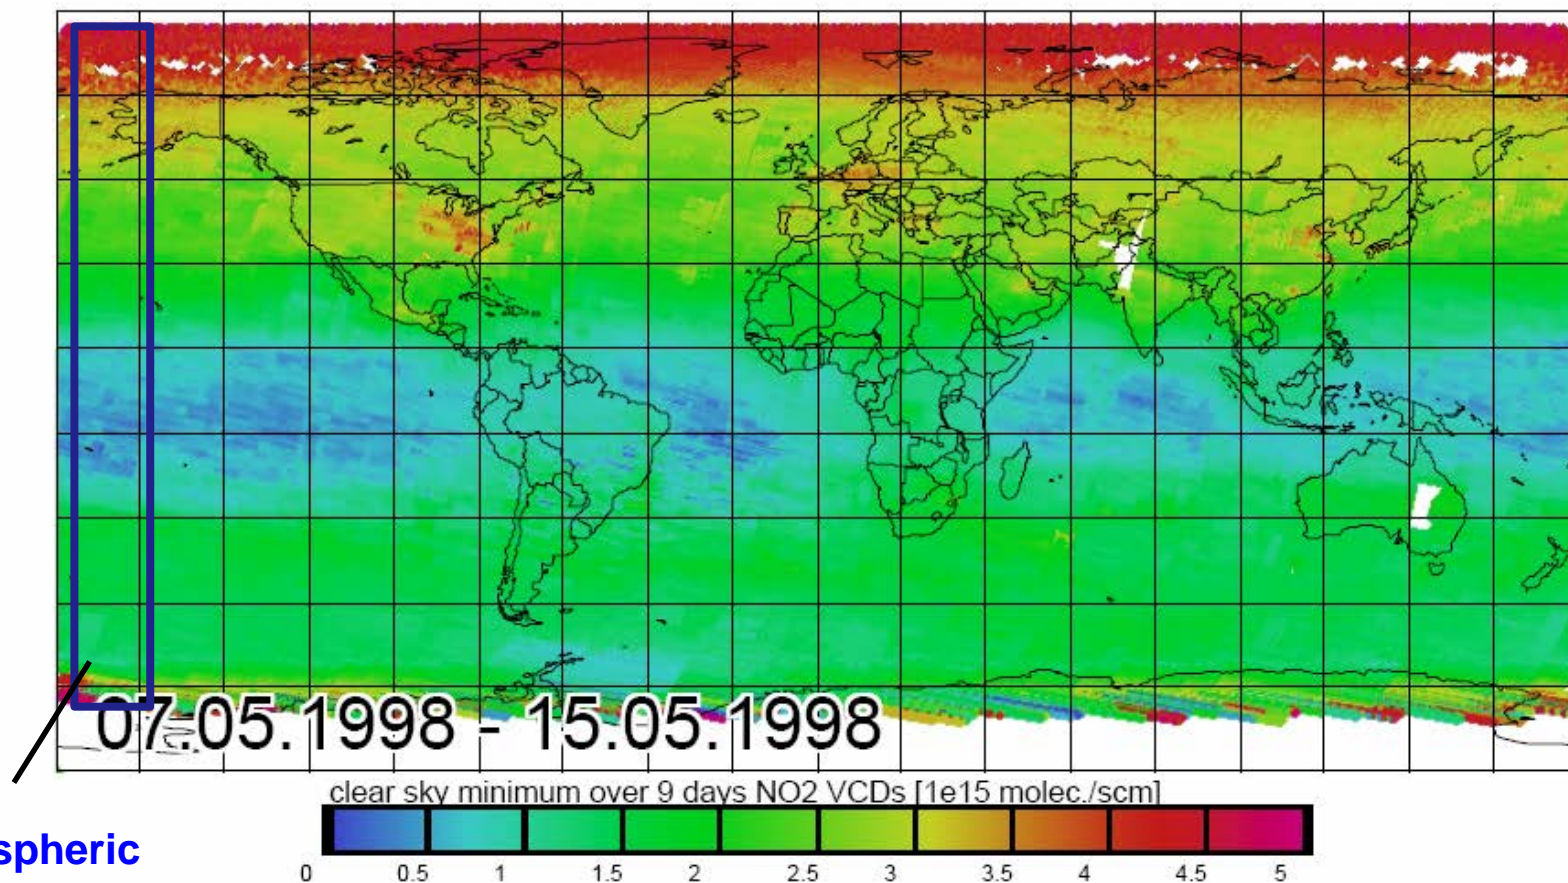 07.05.1998 - 15.05.1998
clear sky minimum over 9 days NO2 VCDs [1e15 molec./scm]
0 0.5 1 1.5 2 2.5 3 3.5 4 4.5 5
spheric